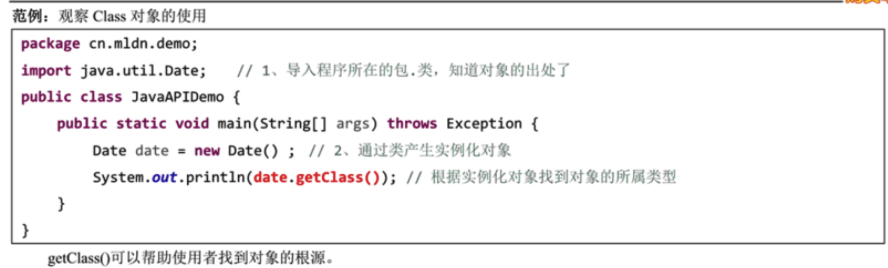 范例：观察 Class 对象的使用
package cn.mldn.demo;
import java.util.Date;   // 1、导入程序所在的包.类，知道对象的出处了
public class JavaAPIDemo {
    public static void main(String[] args) throws Exception {
        Date date = new Date() ; // 2、通过类产生实例化对象
        System.out.println(date.getClass()); // 根据实例化对象找到对象的所属类型
    }
}
getClass()可以帮助使用者找到对象的根源。